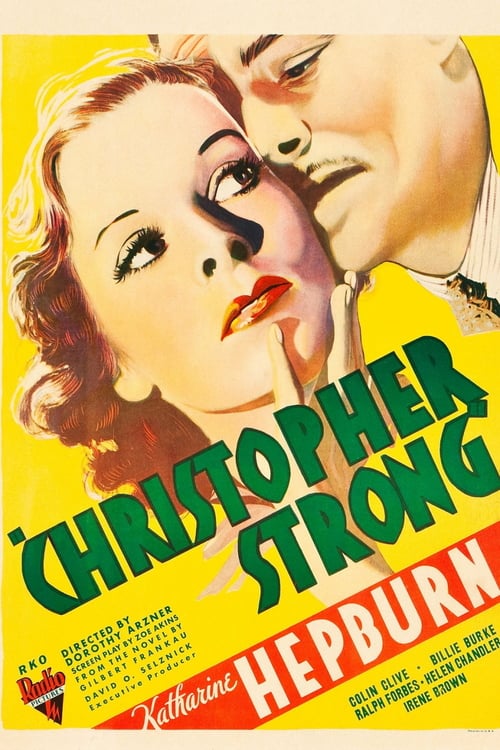 "CHRISTOPHER
STRONG"
Katharine HEPBURN
RKO
Radio
PICTURES
DIRECTED BY
DOROTHY ARZNER
SCREEN PLAY BY ZOE AKINS
FROM THE NOVEL BY
GILBERT FRANKAU
DAVID O. SELZNICK
Executive Producer
COLIN CLIVE · BILLIE BURKE
RALPH FORBES · HELEN CHANDLER
IRENE BROWN